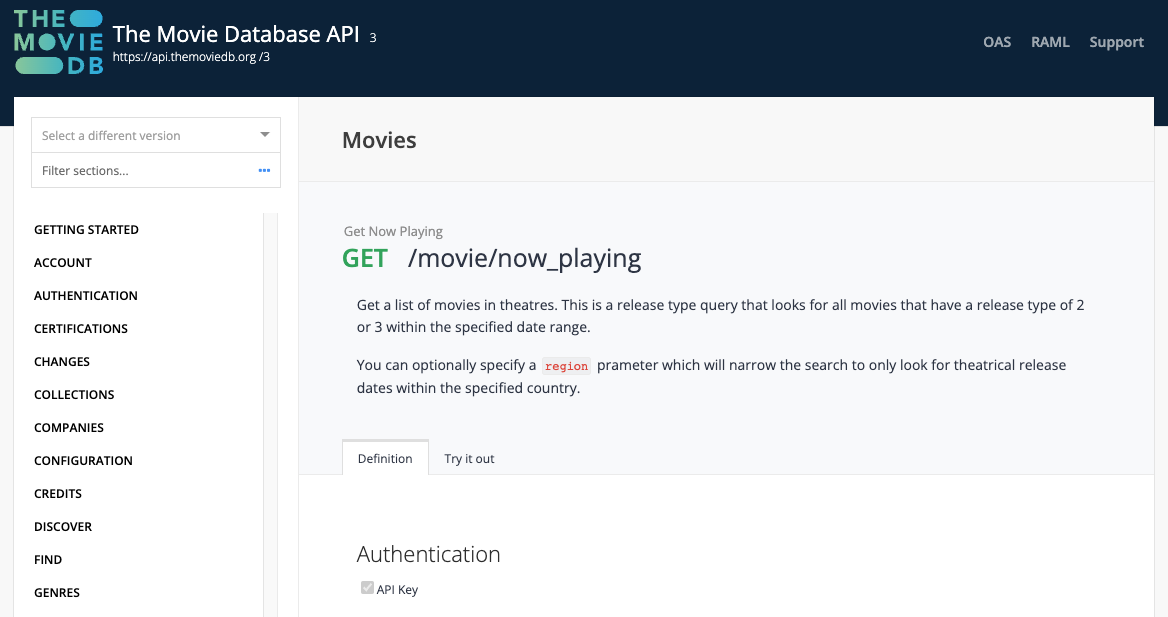 THE
MOVIE
DB
The Movie Database API 3
https://api.themoviedb.org /3
OAS RAML Support
Select a different version
Filter sections...
GETTING STARTED
ACCOUNT
AUTHENTICATION
CERTIFICATIONS
CHANGES
COLLECTIONS
COMPANIES
CONFIGURATION
CREDITS
DISCOVER
FIND
GENRES
Movies
Get Now Playing
GET /movie/now_playing
Get a list of movies in theatres. This is a release type query that looks for all movies that have a release type of 2
or 3 within the specified date range.
You can optionally specify a region prameter which will narrow the search to only look for theatrical release
dates within the specified country.
Definition Try it out
Authentication
API Key